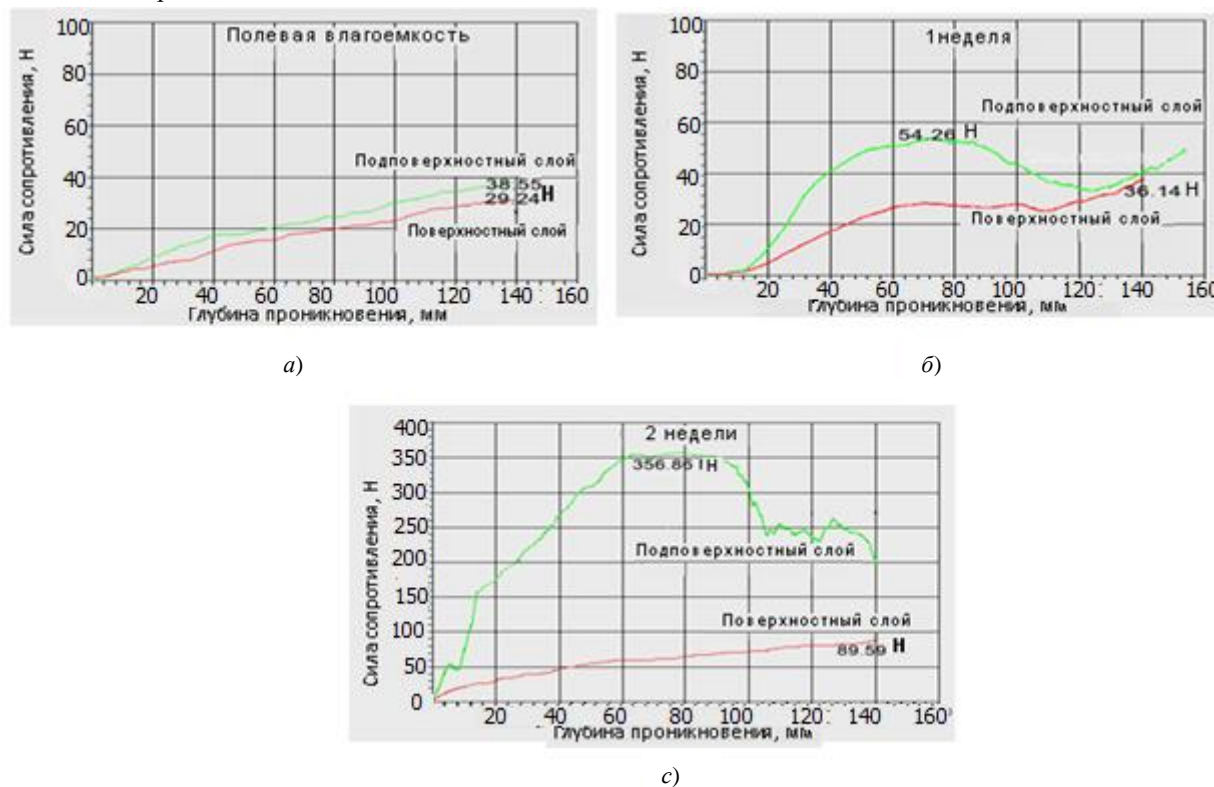 Полевая влагоемкость
Сила сопротивления, Н
100
80
60
40
20
0
Подповерхностный слой
38.55
29.24 Н
Поверхностный слой
20 40 60 80 100 120 140 160
Глубина проникновения, мм
а)
1неделя
Сила сопротивления, Н
100
80
60
40
20
0
Подповерхностный слой
54.26 Н
36.14 Н
Поверхностный слой
20 40 60 80 100 120 140 160
Глубина проникновения, мм
б)
2 недели
Сила сопротивления, Н
400
350
300
250
200
150
100
50
0
356.86 Н
Подповерхностный слой
Поверхностный слой
89.59 Н
20 40 60 80 100 120 140 160
Глубина проникновения, мм
с)